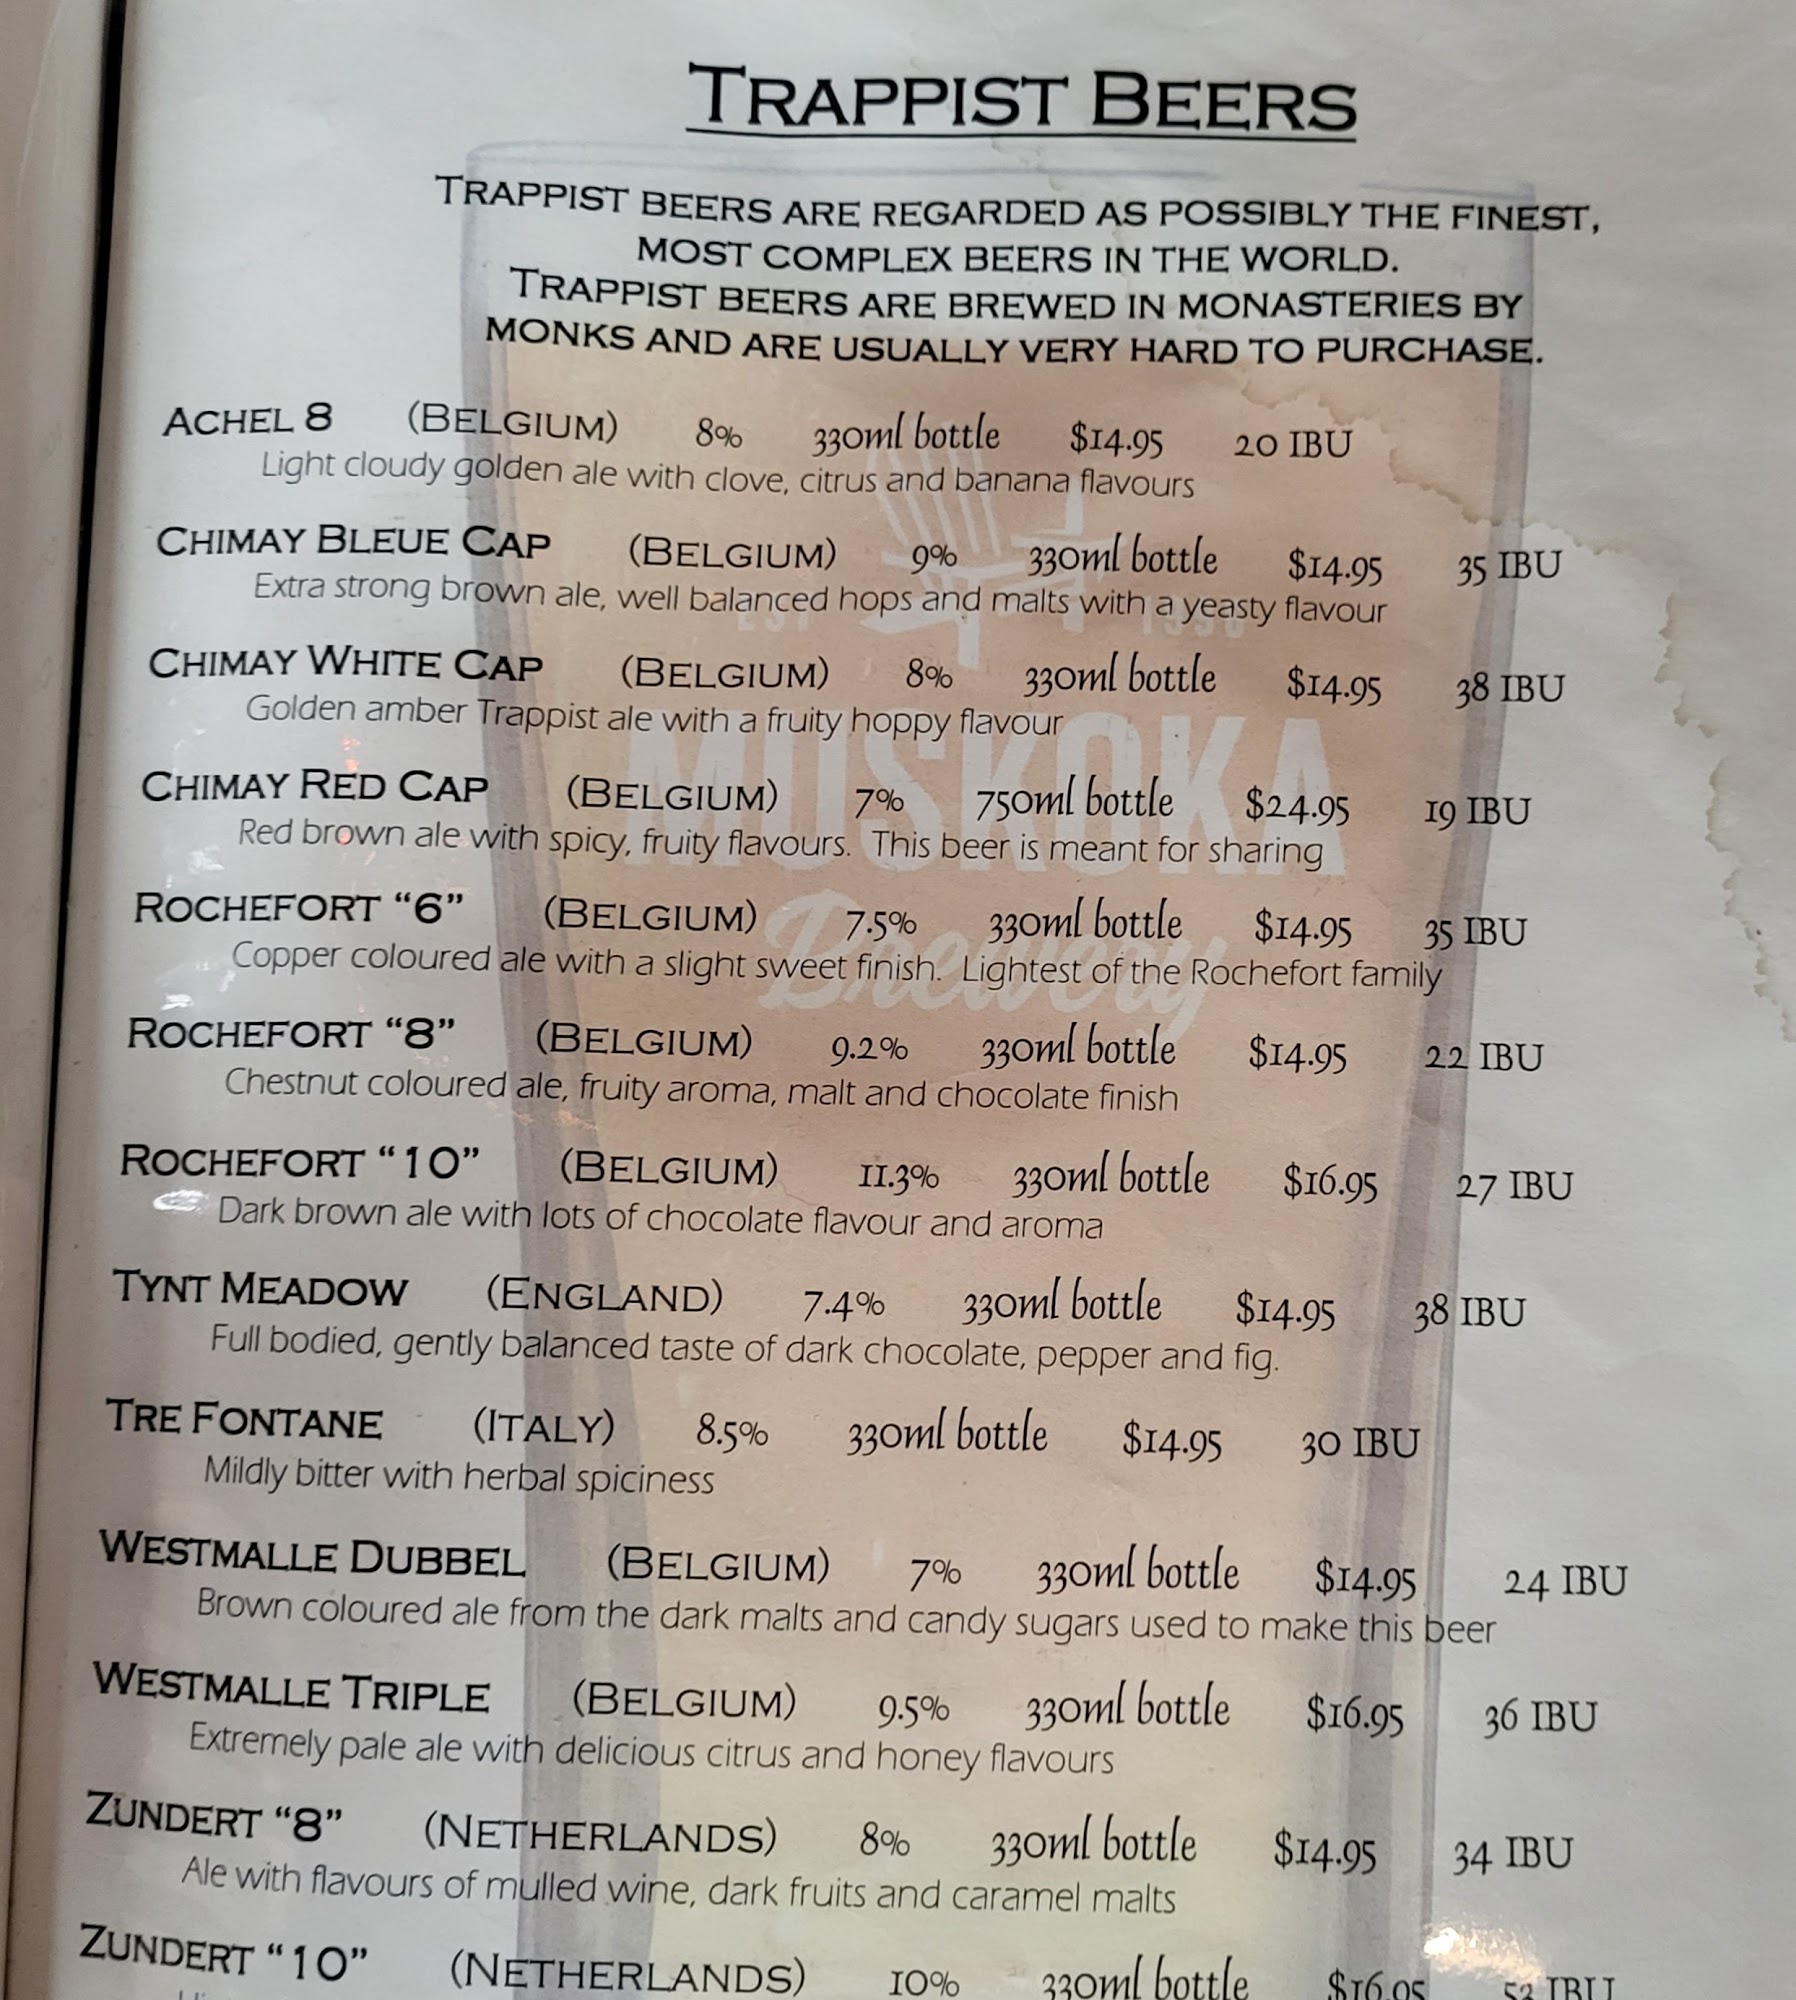 TRAPPIST BEERS
TRAPPIST BEERS ARE REGARDED AS POSSIBLY THE FINEST,
MOST COMPLEX BEERS IN THE WORLD.
TRAPPIST BEERS ARE BREWED IN MONASTERIES BY
MONKS AND ARE USUALLY VERY HARD TO PURCHASE.
ACHEL 8 (BELGIUM) 8% 330ml bottle $14.95 20 IBU
Light cloudy golden ale with clove, citrus and banana flavours
CHIMAY BLEUE CAP (BELGIUM) 9% 330ml bottle $14.95 35 IBU
Extra strong brown ale, well balanced hops and malts with a yeasty flavour
CHIMAY WHITE CAP (BELGIUM) 8% 330ml bottle $14.95 38 IBU
Golden amber Trappist ale with a fruity hoppy flavour
CHIMAY RED CAP (BELGIUM) 7% 750ml bottle $24.95 19 IBU
Red brown ale with spicy, fruity flavours. This beer is meant for sharing
ROCHEFORT "6" (BELGIUM) 7.5% 330ml bottle $14.95 35 IBU
Copper coloured ale with a slight sweet finish. Lightest of the Rochefort family
ROCHEFORT "8" (BELGIUM) 9.2% 330ml bottle $14.95 22 IBU
Chestnut coloured ale, fruity aroma, malt and chocolate finish
ROCHEFORT "10" (BELGIUM) 11.3% 330ml bottle $16.95 27 IBU
Dark brown ale with lots of chocolate flavour and aroma
TYNT MEADOW (ENGLAND) 7.4% 330ml bottle $14.95 38 IBU
Full bodied, gently balanced taste of dark chocolate, pepper and fig.
TRE FONTANE (ITALY) 8.5% 330ml bottle $14.95 30 IBU
Mildly bitter with herbal spiciness
WESTMALLE DUBBEL (BELGIUM) 7% 330ml bottle $14.95 24 IBU
Brown coloured ale from the dark malts and candy sugars used to make this beer
WESTMALLE TRIPLE (BELGIUM) 9.5% 330ml bottle $16.95 36 IBU
Extremely pale ale with delicious citrus and honey flavours
ZUNDERT "8" (NETHERLANDS) 8% 330ml bottle $14.95 34 IBU
Ale with flavours of mulled wine, dark fruits and caramel malts
ZUNDERT "10" (NETHERLANDS) 10% 330ml bottle $16.95 IBU
EST
MUSKOKA
Brewery